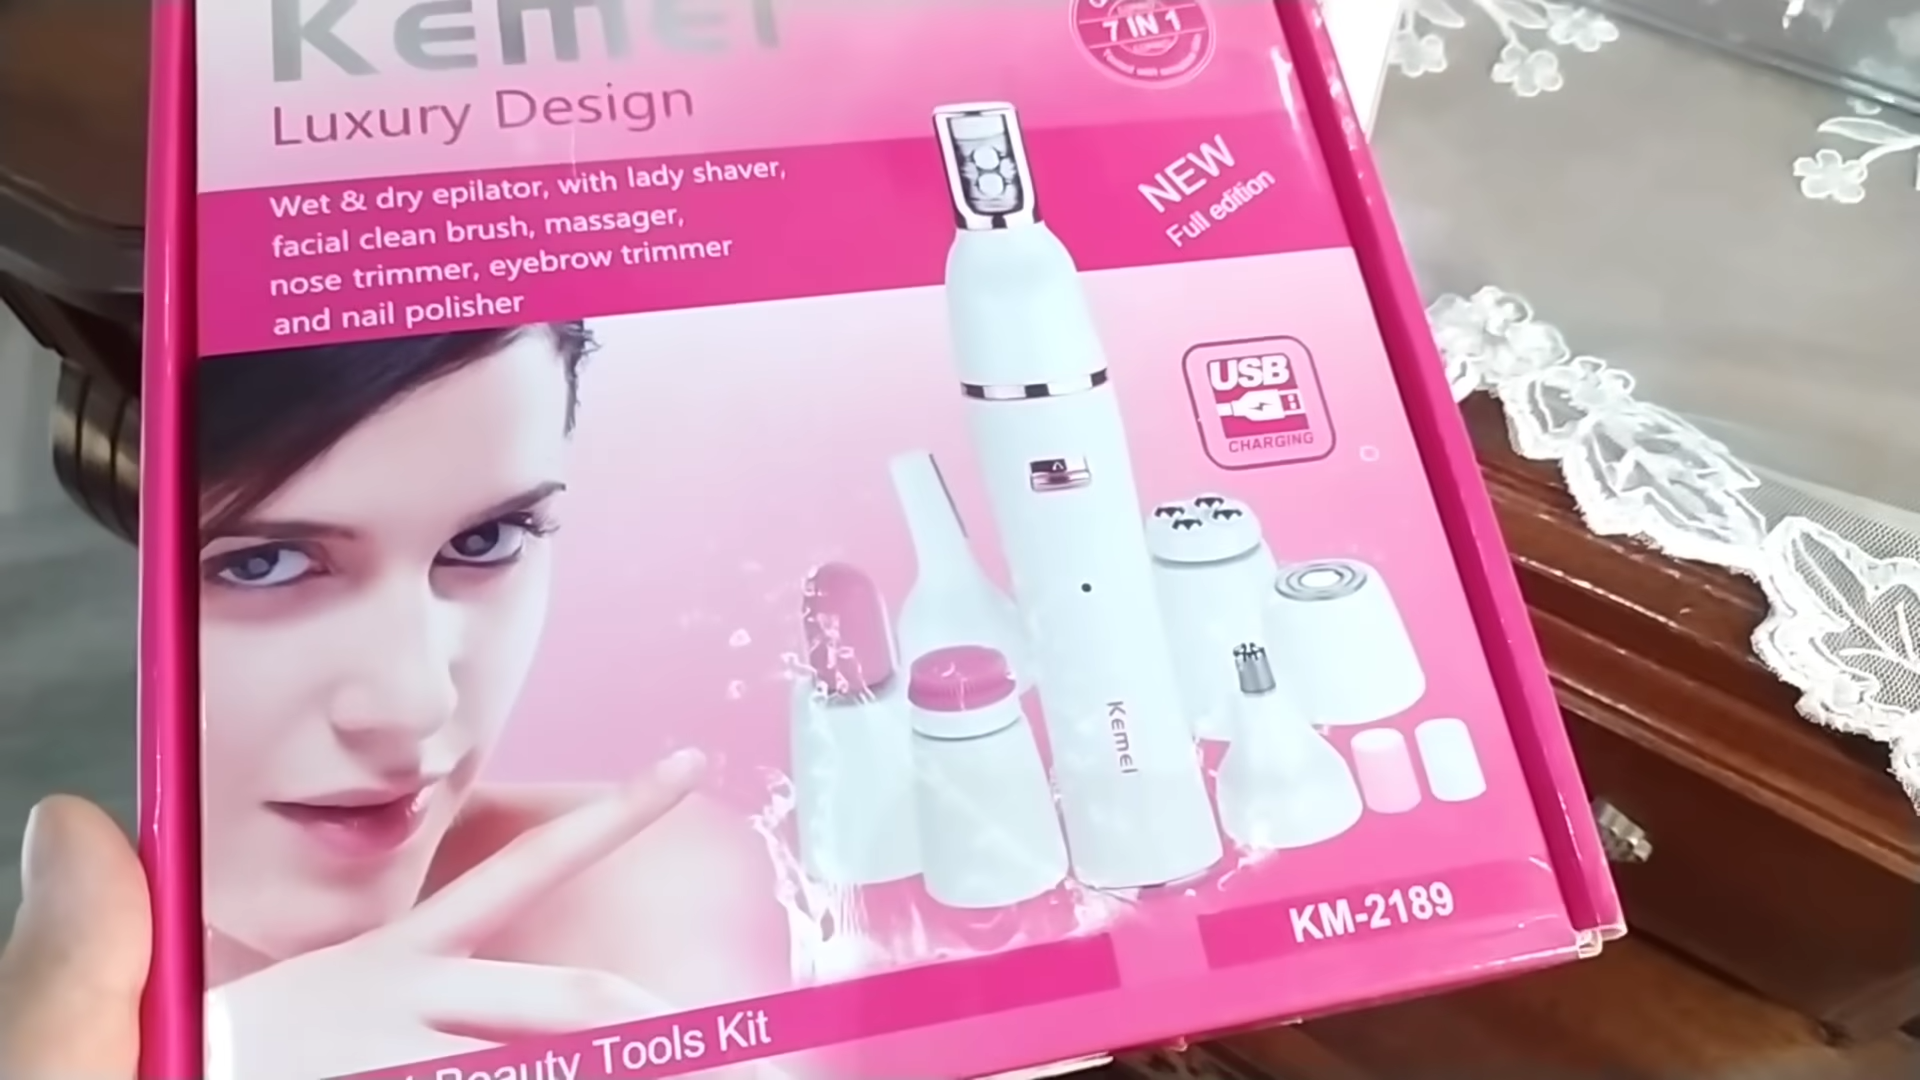 Kemei
7 IN 1
Luxury Design
Wet & dry epilator, with lady shaver,
facial clean brush, massager,
nose trimmer, eyebrow trimmer
and nail polisher
NEW
Full edition
USB
CHARGING
Kemei
KM-2189
Beauty Tools Kit